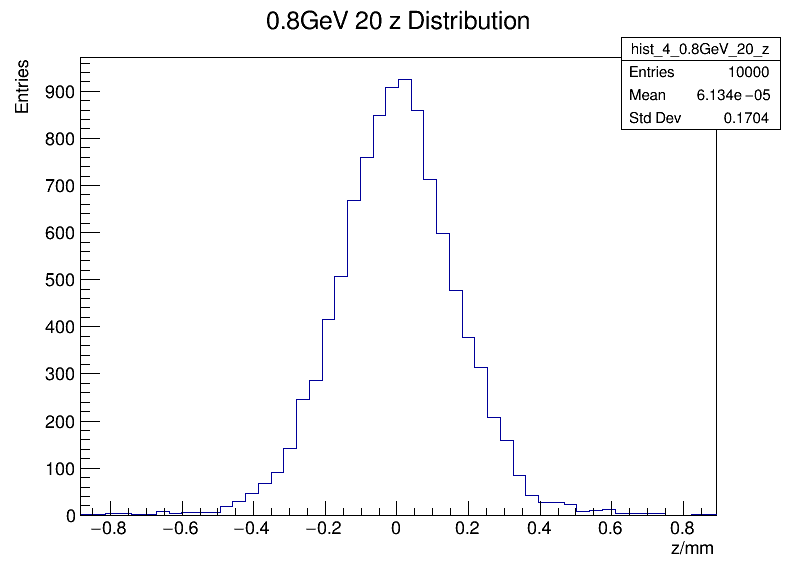 0.8GeV 20 z Distribution
hist_4_0.8GeV_20_z
Entries 10000
Mean 6.134e−05
Std Dev 0.1704
Entries
900
800
700
600
500
400
300
200
100
0
−0.8 −0.6 −0.4 −0.2 0 0.2 0.4 0.6 0.8
z/mm